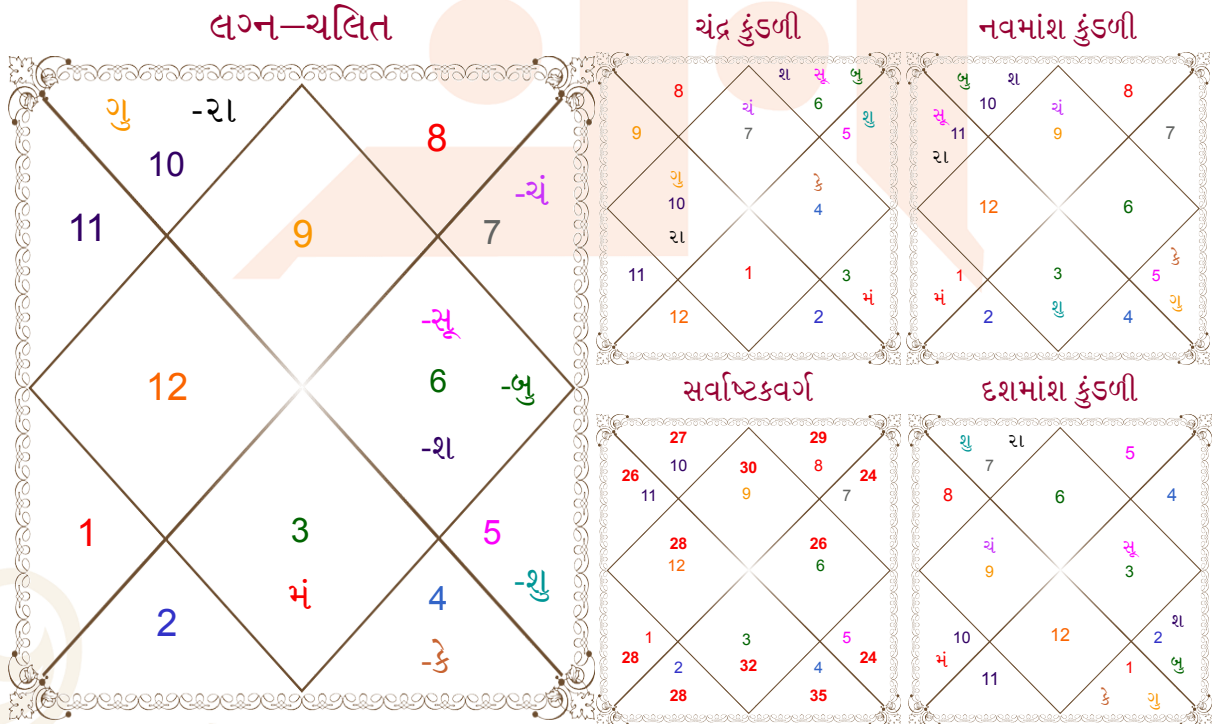 લગ્ન–ચલિત
ગુ -રા
10
8
11
9
-ચં
7
12
-સૂ
6 -બુ
-શ
1
3
5
મં
-શુ
2
4
-કે
ચંદ્ર કુંડળી
શ સૂ બુ
8
ચં
6
શુ
9
7
5
ગુ
કે
10
4
રા
11
1
3
મં
12
2
નવમાંશ કુંડળી
બુ શ
10
ચં
8
સૂ
11
9
7
રા
12
6
કે
1
3
5
મં
શુ
ગુ
2
4
સર્વાષ્ટકવર્ગ
27
29
10
30
8
26
24
11
9
7
28
26
12
6
1
3
5
28
32
24
2
4
28
35
દશમાંશ કુંડળી
શુ રા
5
7
8
6
4
ચં
સૂ
9
3
શ
10
12
2
મં
બુ
11
1
કે ગુ